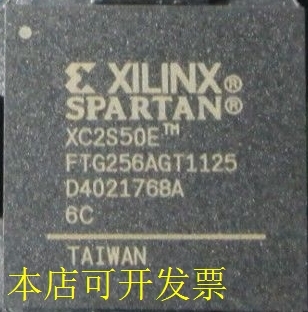 XILINX®
SPARTAN®
XC2S50E™
FTG256AGT1125
D4021768A
6C
TAIWAN
本店可开发票